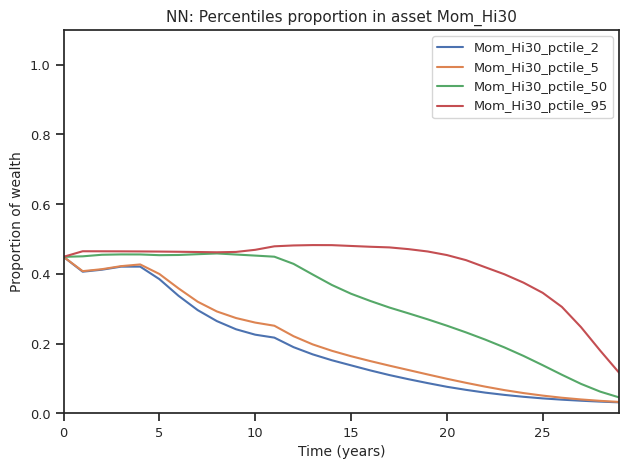 NN: Percentiles proportion in asset Mom_Hi30
Mom_Hi30_pctile_2
Mom_Hi30_pctile_5
Mom_Hi30_pctile_50
Mom_Hi30_pctile_95
Proportion of wealth
1.0
0.8
0.6
0.4
0.2
0.0
0 5 10 15 20 25
Time (years)